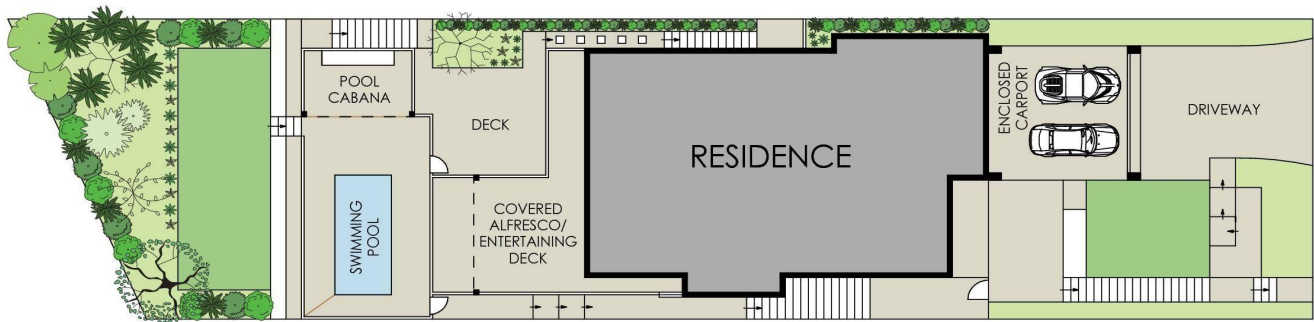 POOL
CABANA
DECK
SWIMMING
POOL
COVERED
ALFRESCO/
ENTERTAINING
DECK
RESIDENCE
ENCLOSED
CARPORT
DRIVEWAY